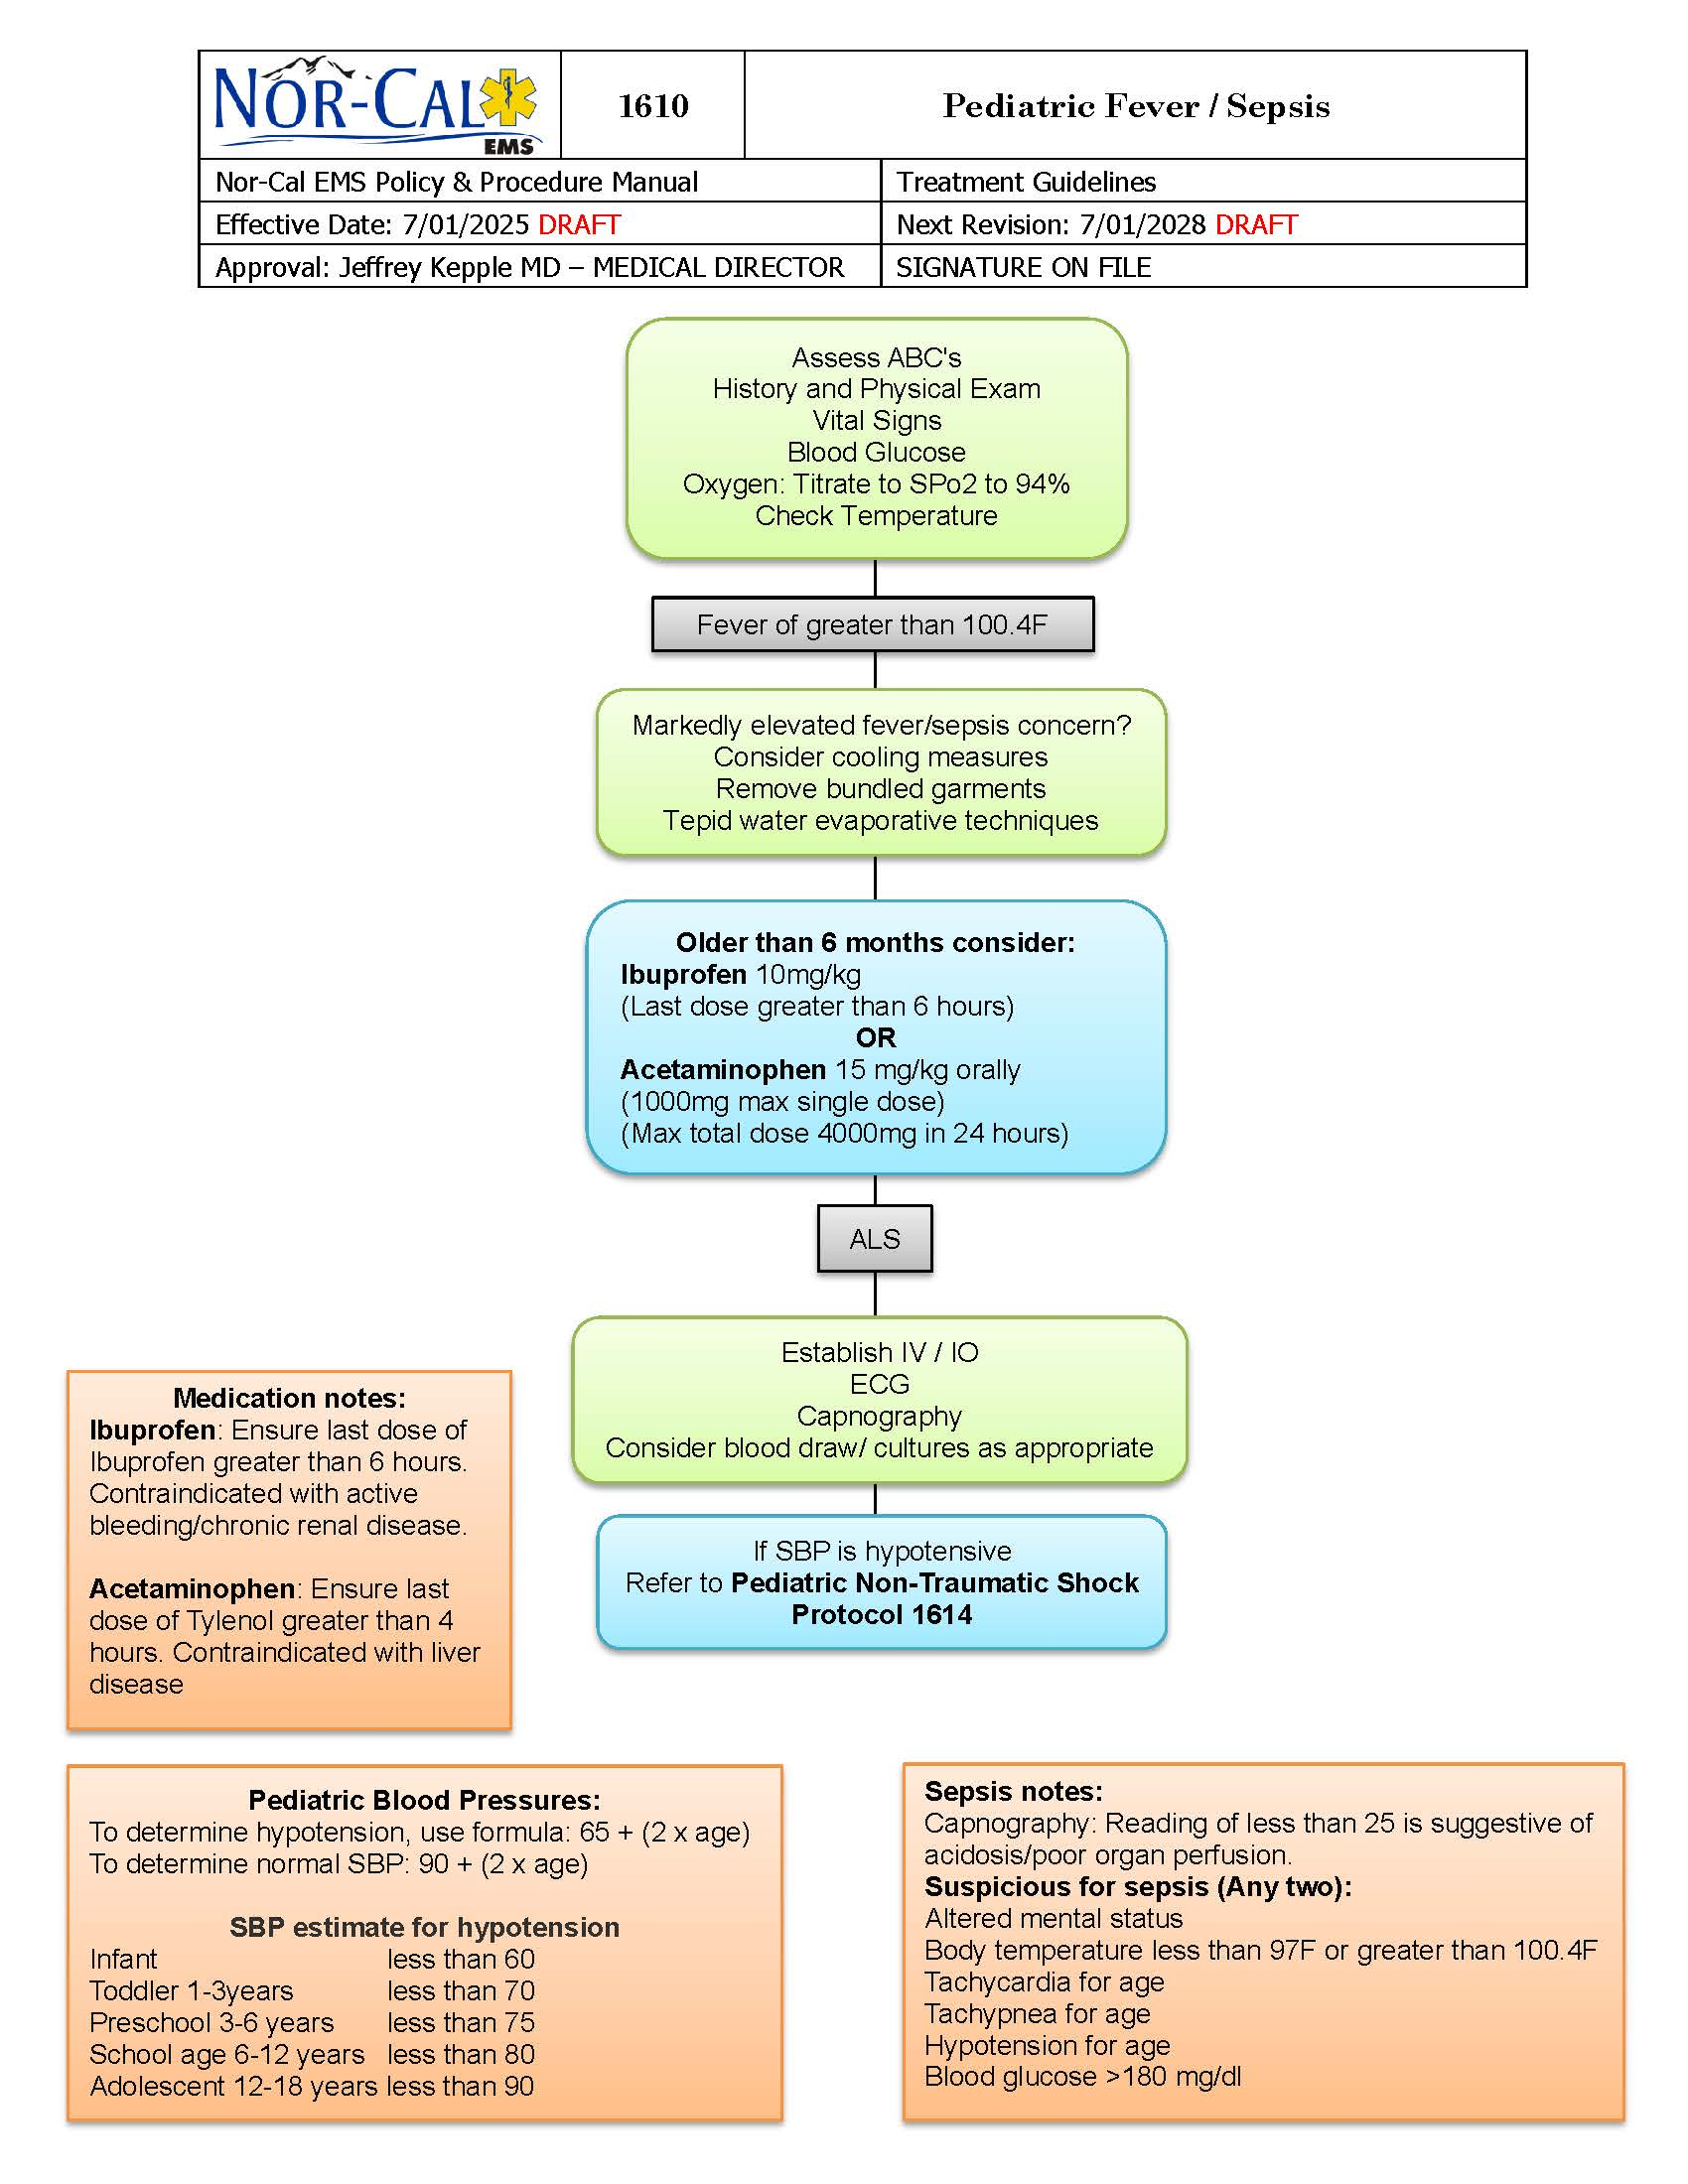 NOR-CAL
EMS
1610
Pediatric Fever / Sepsis
Nor-Cal EMS Policy & Procedure Manual
Treatment Guidelines
Effective Date: 7/01/2025 DRAFT
Next Revision: 7/01/2028 DRAFT
Approval: Jeffrey Kepple MD – MEDICAL DIRECTOR
SIGNATURE ON FILE
Assess ABC's
History and Physical Exam
Vital Signs
Blood Glucose
Oxygen: Titrate to SPo2 to 94%
Check Temperature
Fever of greater than 100.4F
Markedly elevated fever/sepsis concern?
Consider cooling measures
Remove bundled garments
Tepid water evaporative techniques
Older than 6 months consider:
Ibuprofen 10mg/kg
(Last dose greater than 6 hours)
OR
Acetaminophen 15 mg/kg orally
(1000mg max single dose)
(Max total dose 4000mg in 24 hours)
ALS
Establish IV / IO
ECG
Capnography
Consider blood draw/ cultures as appropriate
If SBP is hypotensive
Refer to Pediatric Non-Traumatic Shock
Protocol 1614
Medication notes:
Ibuprofen: Ensure last dose of
Ibuprofen greater than 6 hours.
Contraindicated with active
bleeding/chronic renal disease.
Acetaminophen: Ensure last
dose of Tylenol greater than 4
hours. Contraindicated with liver
disease
Pediatric Blood Pressures:
To determine hypotension, use formula: 65 + (2 x age)
To determine normal SBP: 90 + (2 x age)
SBP estimate for hypotension
Infant less than 60
Toddler 1-3years less than 70
Preschool 3-6 years less than 75
School age 6-12 years less than 80
Adolescent 12-18 years less than 90
Sepsis notes:
Capnography: Reading of less than 25 is suggestive of
acidosis/poor organ perfusion.
Suspicious for sepsis (Any two):
Altered mental status
Body temperature less than 97F or greater than 100.4F
Tachycardia for age
Tachypnea for age
Hypotension for age
Blood glucose >180 mg/dl